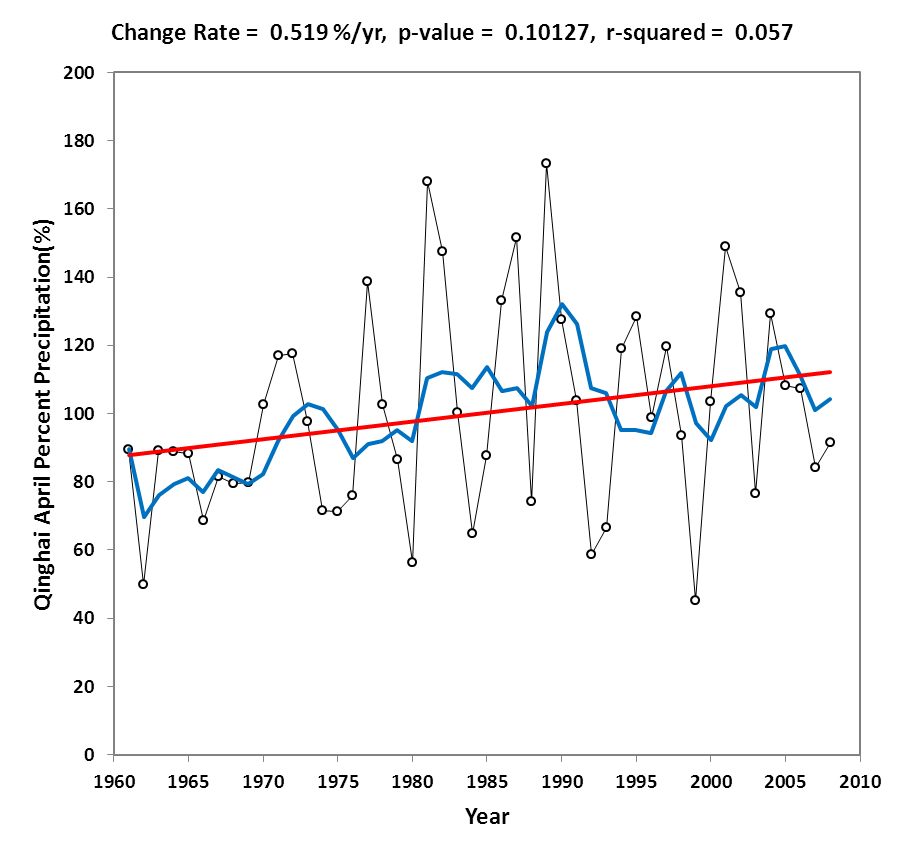 Change Rate = 0.519 %/yr, p-value = 0.10127, r-squared = 0.057
200
180
160
140
120
100
80
60
40
20
0
Qinghai April Percent Precipitation(%)
1960 1965 1970 1975 1980 1985 1990 1995 2000 2005 2010
Year